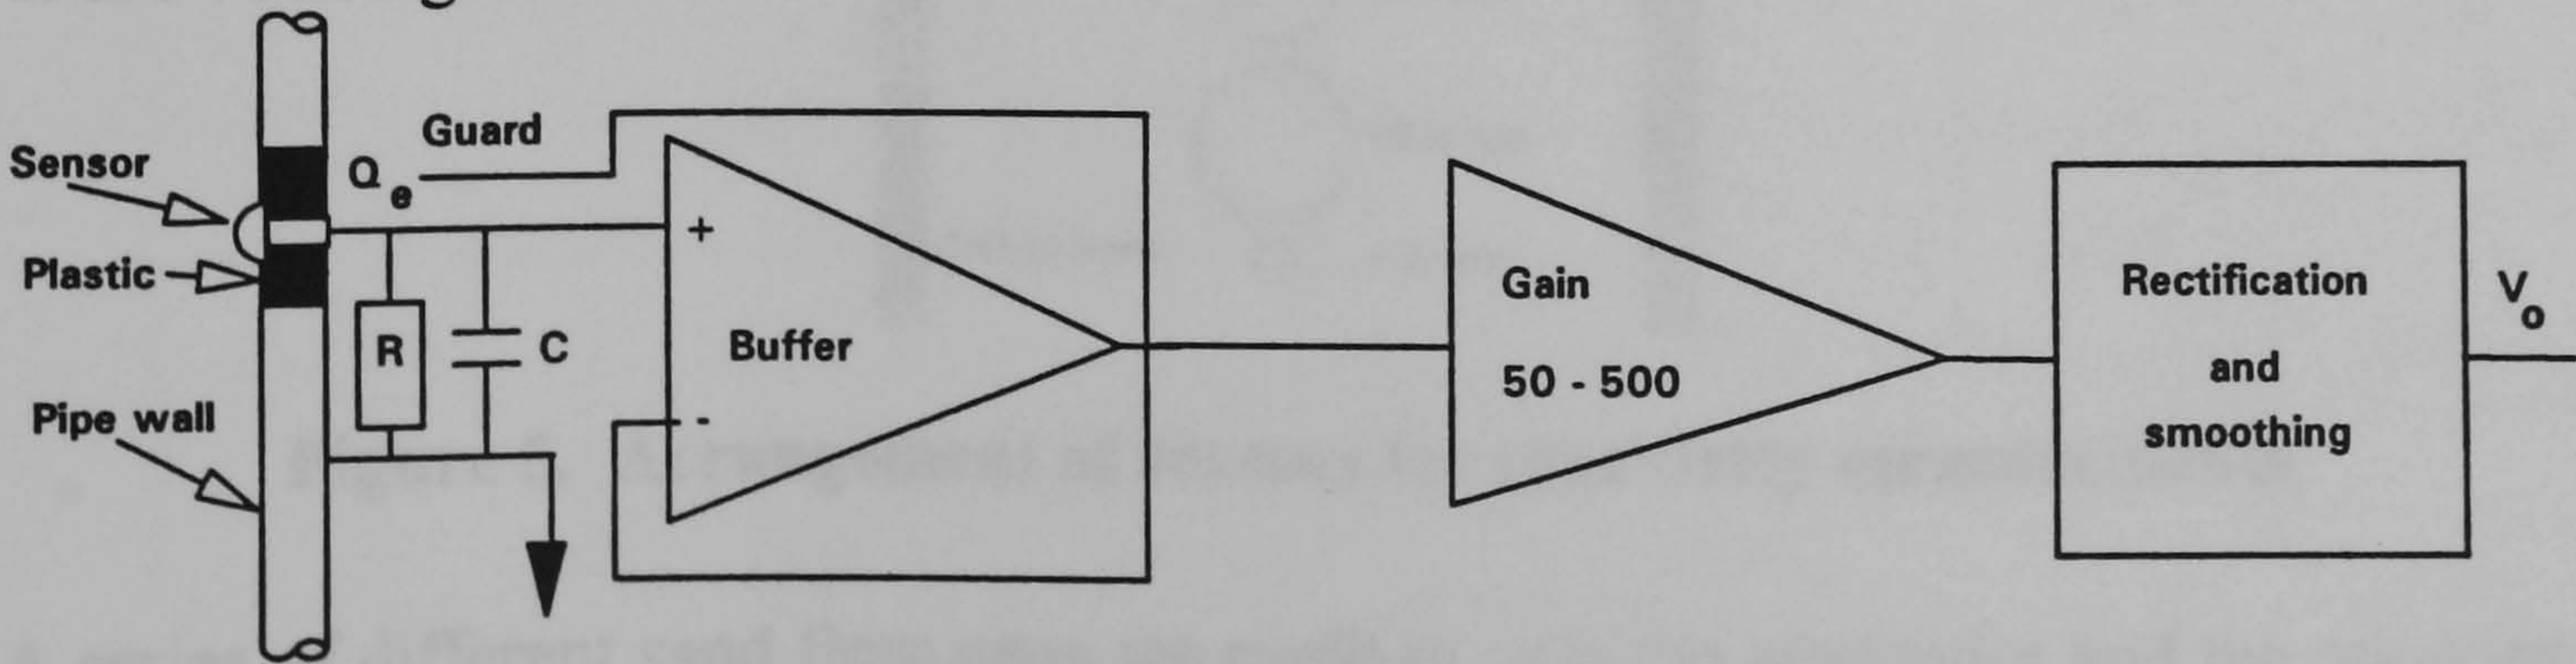 Guard
Sensor
Q e
+
Plastic
R
C
Buffer
Pipe wall
-
Gain
50 - 500
Rectification
and
smoothing
V o